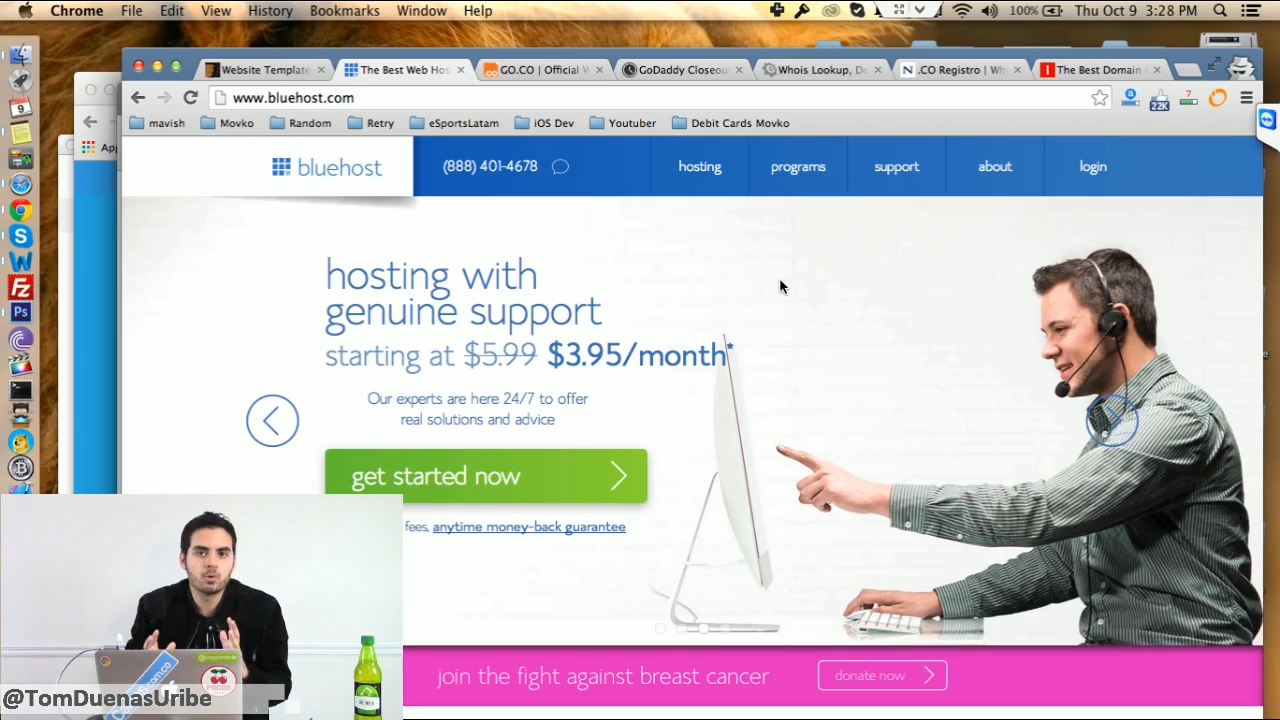 Chrome File Edit View History Bookmarks Window Help
100% Thu Oct 9 3:28 PM
Website Template
The Best Web Hos
GO.CO | Official W
GoDaddy Closeou
Whois Lookup, Do
.CO Registro | Wh
The Best Domain
www.bluehost.com
22K
7
mavish Movko Random Retry eSportsLatam iOS Dev Youtuber Debit Cards Movko
bluehost
(888) 401-4678
hosting programs support about login
hosting with
genuine support
starting at $5.99 $3.95/month*
Our experts are here 24/7 to offer
real solutions and advice
get started now
fees, anytime money-back guarantee
join the fight against breast cancer
donate now
@TomDuenasUribe